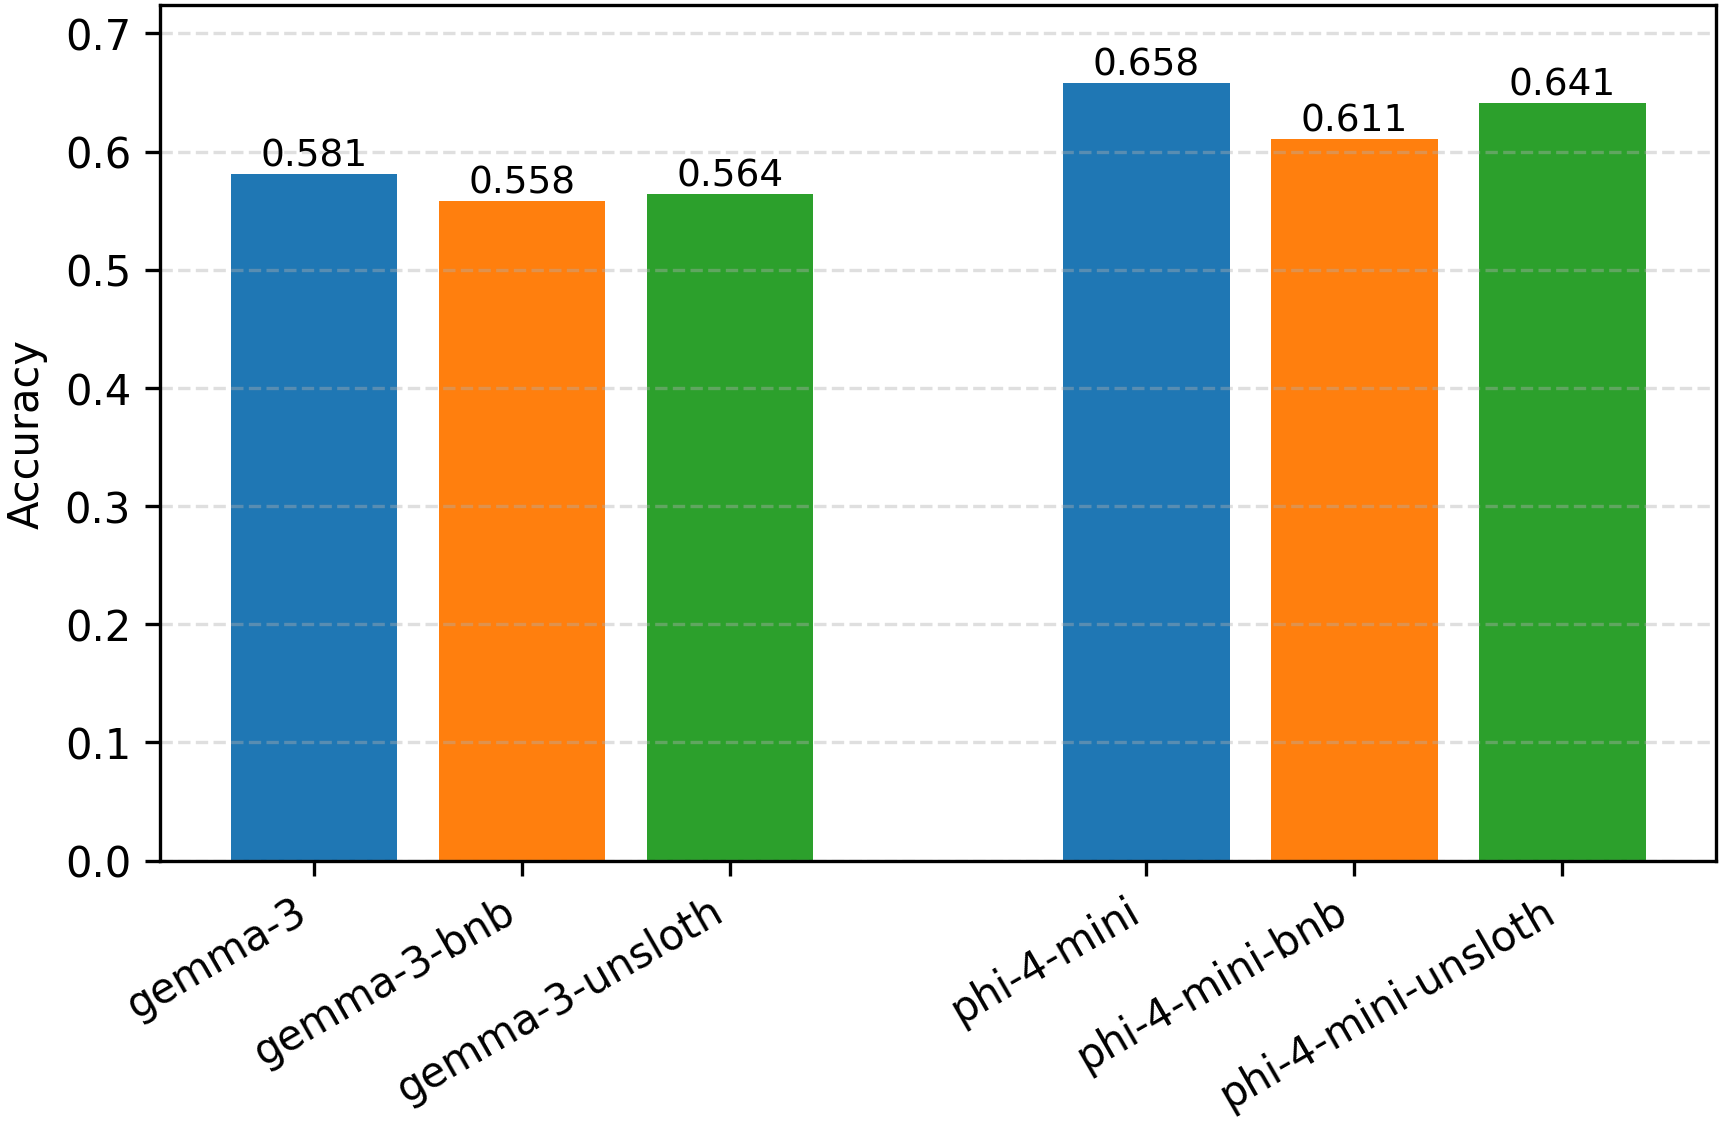 Accuracy
0.7
0.6
0.5
0.4
0.3
0.2
0.1
0.0
0.581
0.558
0.564
0.658
0.611
0.641
gemma-3
gemma-3-bnb
gemma-3-unsloth
phi-4-mini
phi-4-mini-bnb
phi-4-mini-unsloth